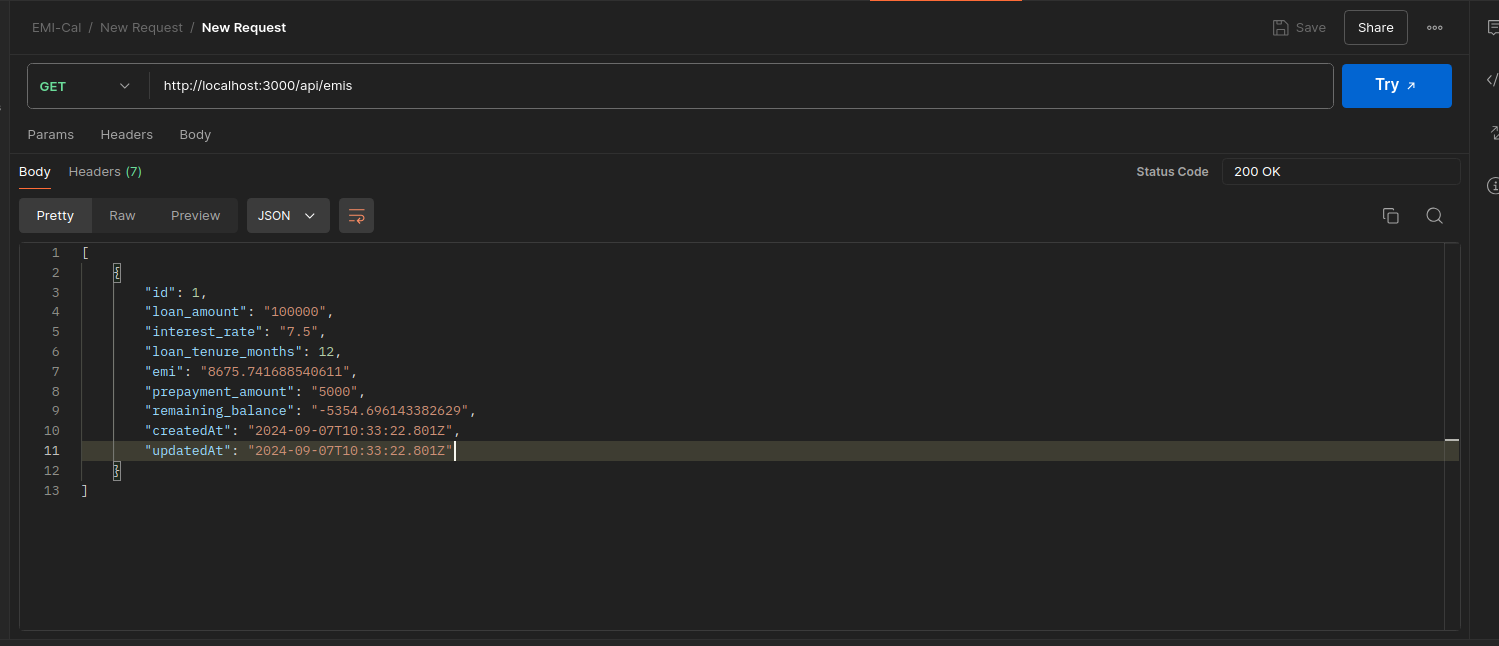 EMI-Cal / New Request / New Request Save Share
GET http://localhost:3000/api/emis Try ↗
Params Headers Body
Body Headers (7) Status Code 200 OK
Pretty Raw Preview JSON
1 [
2 {
3 "id": 1,
4 "loan_amount": "100000",
5 "interest_rate": "7.5",
6 "loan_tenure_months": 12,
7 "emi": "8675.741688540611",
8 "prepayment_amount": "5000",
9 "remaining_balance": "-5354.696143382629",
10 "createdAt": "2024-09-07T10:33:22.801Z",
11 "updatedAt": "2024-09-07T10:33:22.801Z"
12 }
13 ]